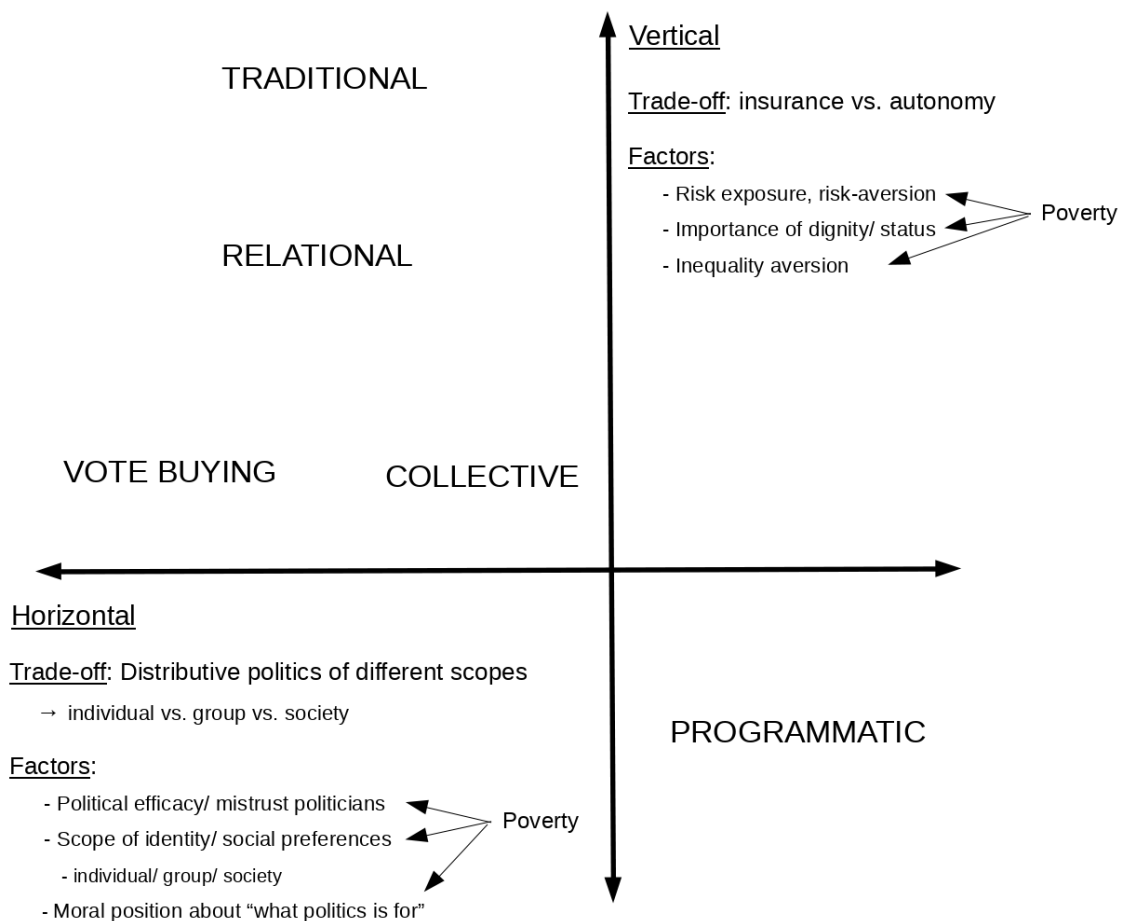 Vertical
TRADITIONAL
Trade-off: insurance vs. autonomy
Factors:
- Risk exposure, risk-aversion
Poverty
- Importance of dignity/ status
RELATIONAL
- Inequality aversion
VOTE BUYING
COLLECTIVE
Horizontal
Trade-off: Distributive politics of different scopes
→ individual vs. group vs. society
PROGRAMMATIC
Factors:
- Political efficacy/ mistrust politicians
Poverty
- Scope of identity/ social preferences
- individual/ group/ society
- Moral position about “what politics is for”